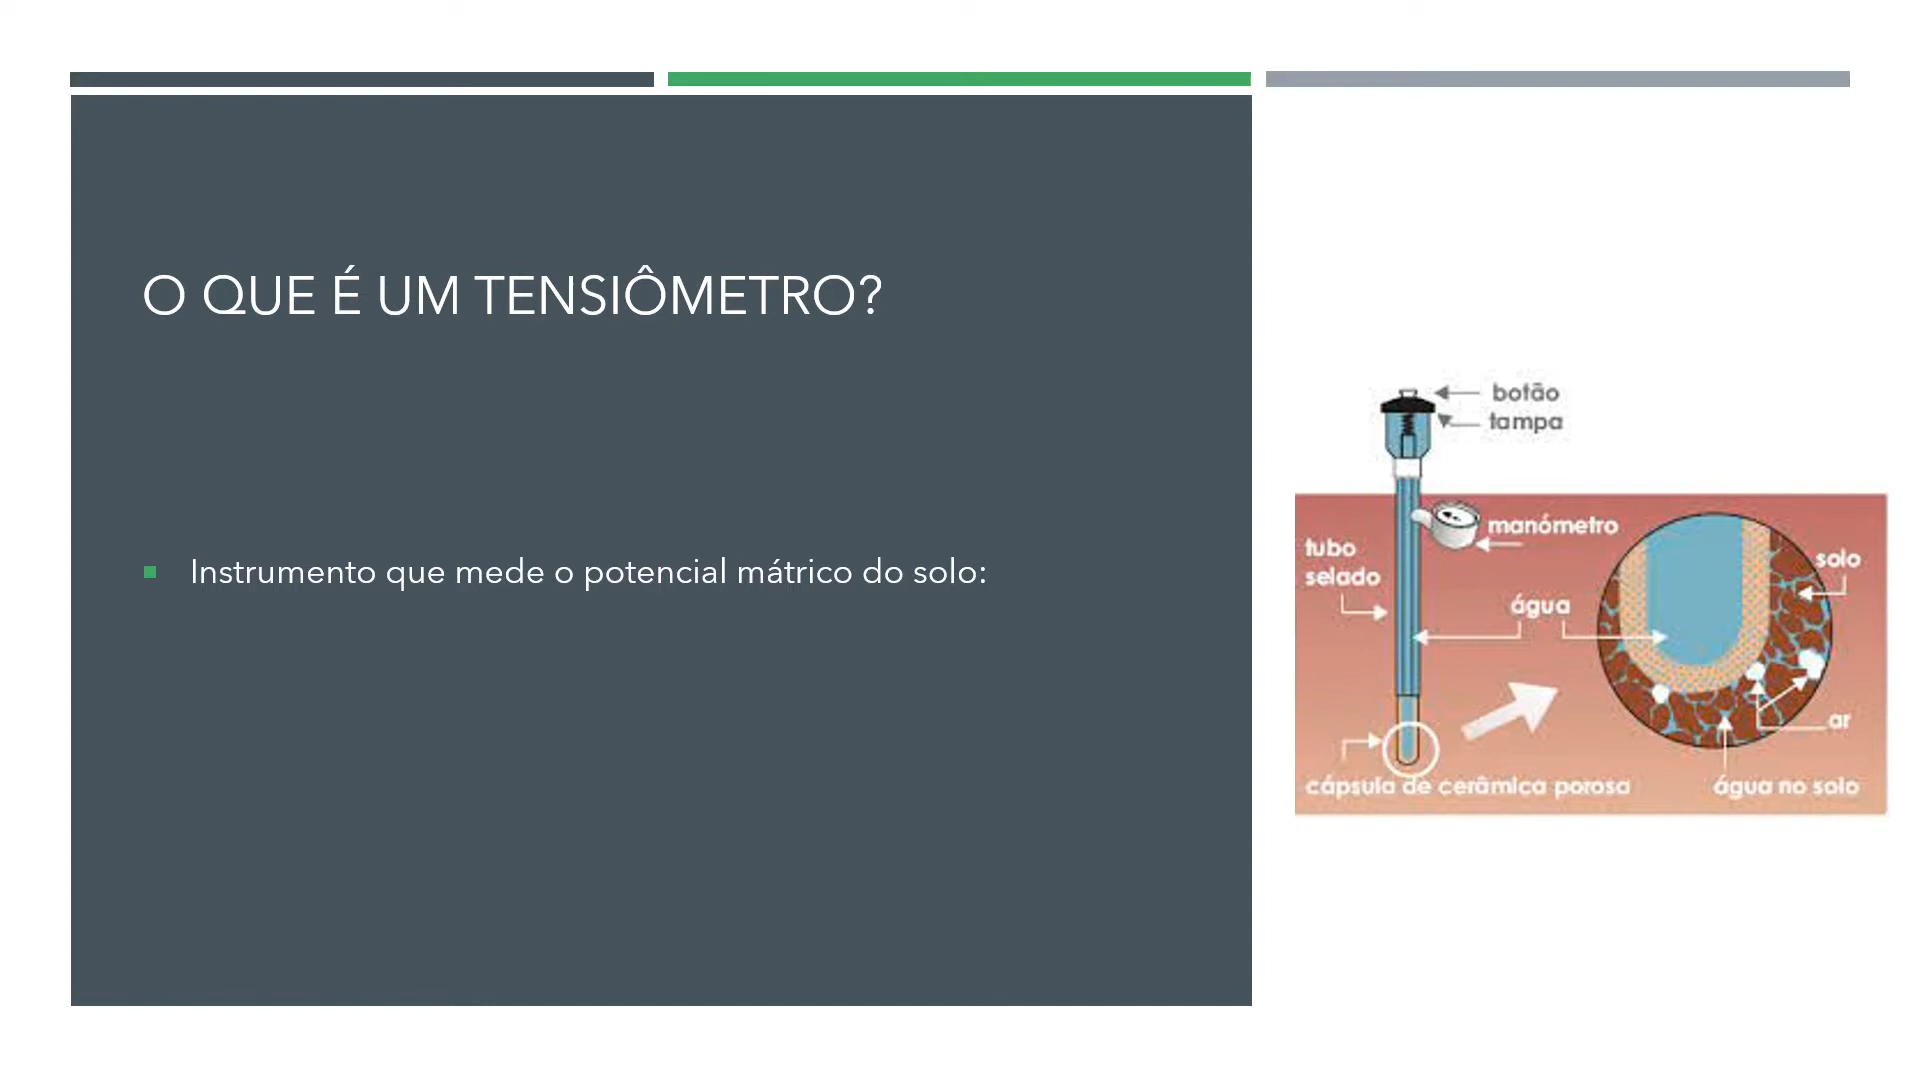 O QUE É UM TENSIÔMETRO?
Instrumento que mede o potencial mátrico do solo:
botão
tampa
manómetro
tubo
selado
solo
água
ar
cápsula de cerâmica porosa
água no solo